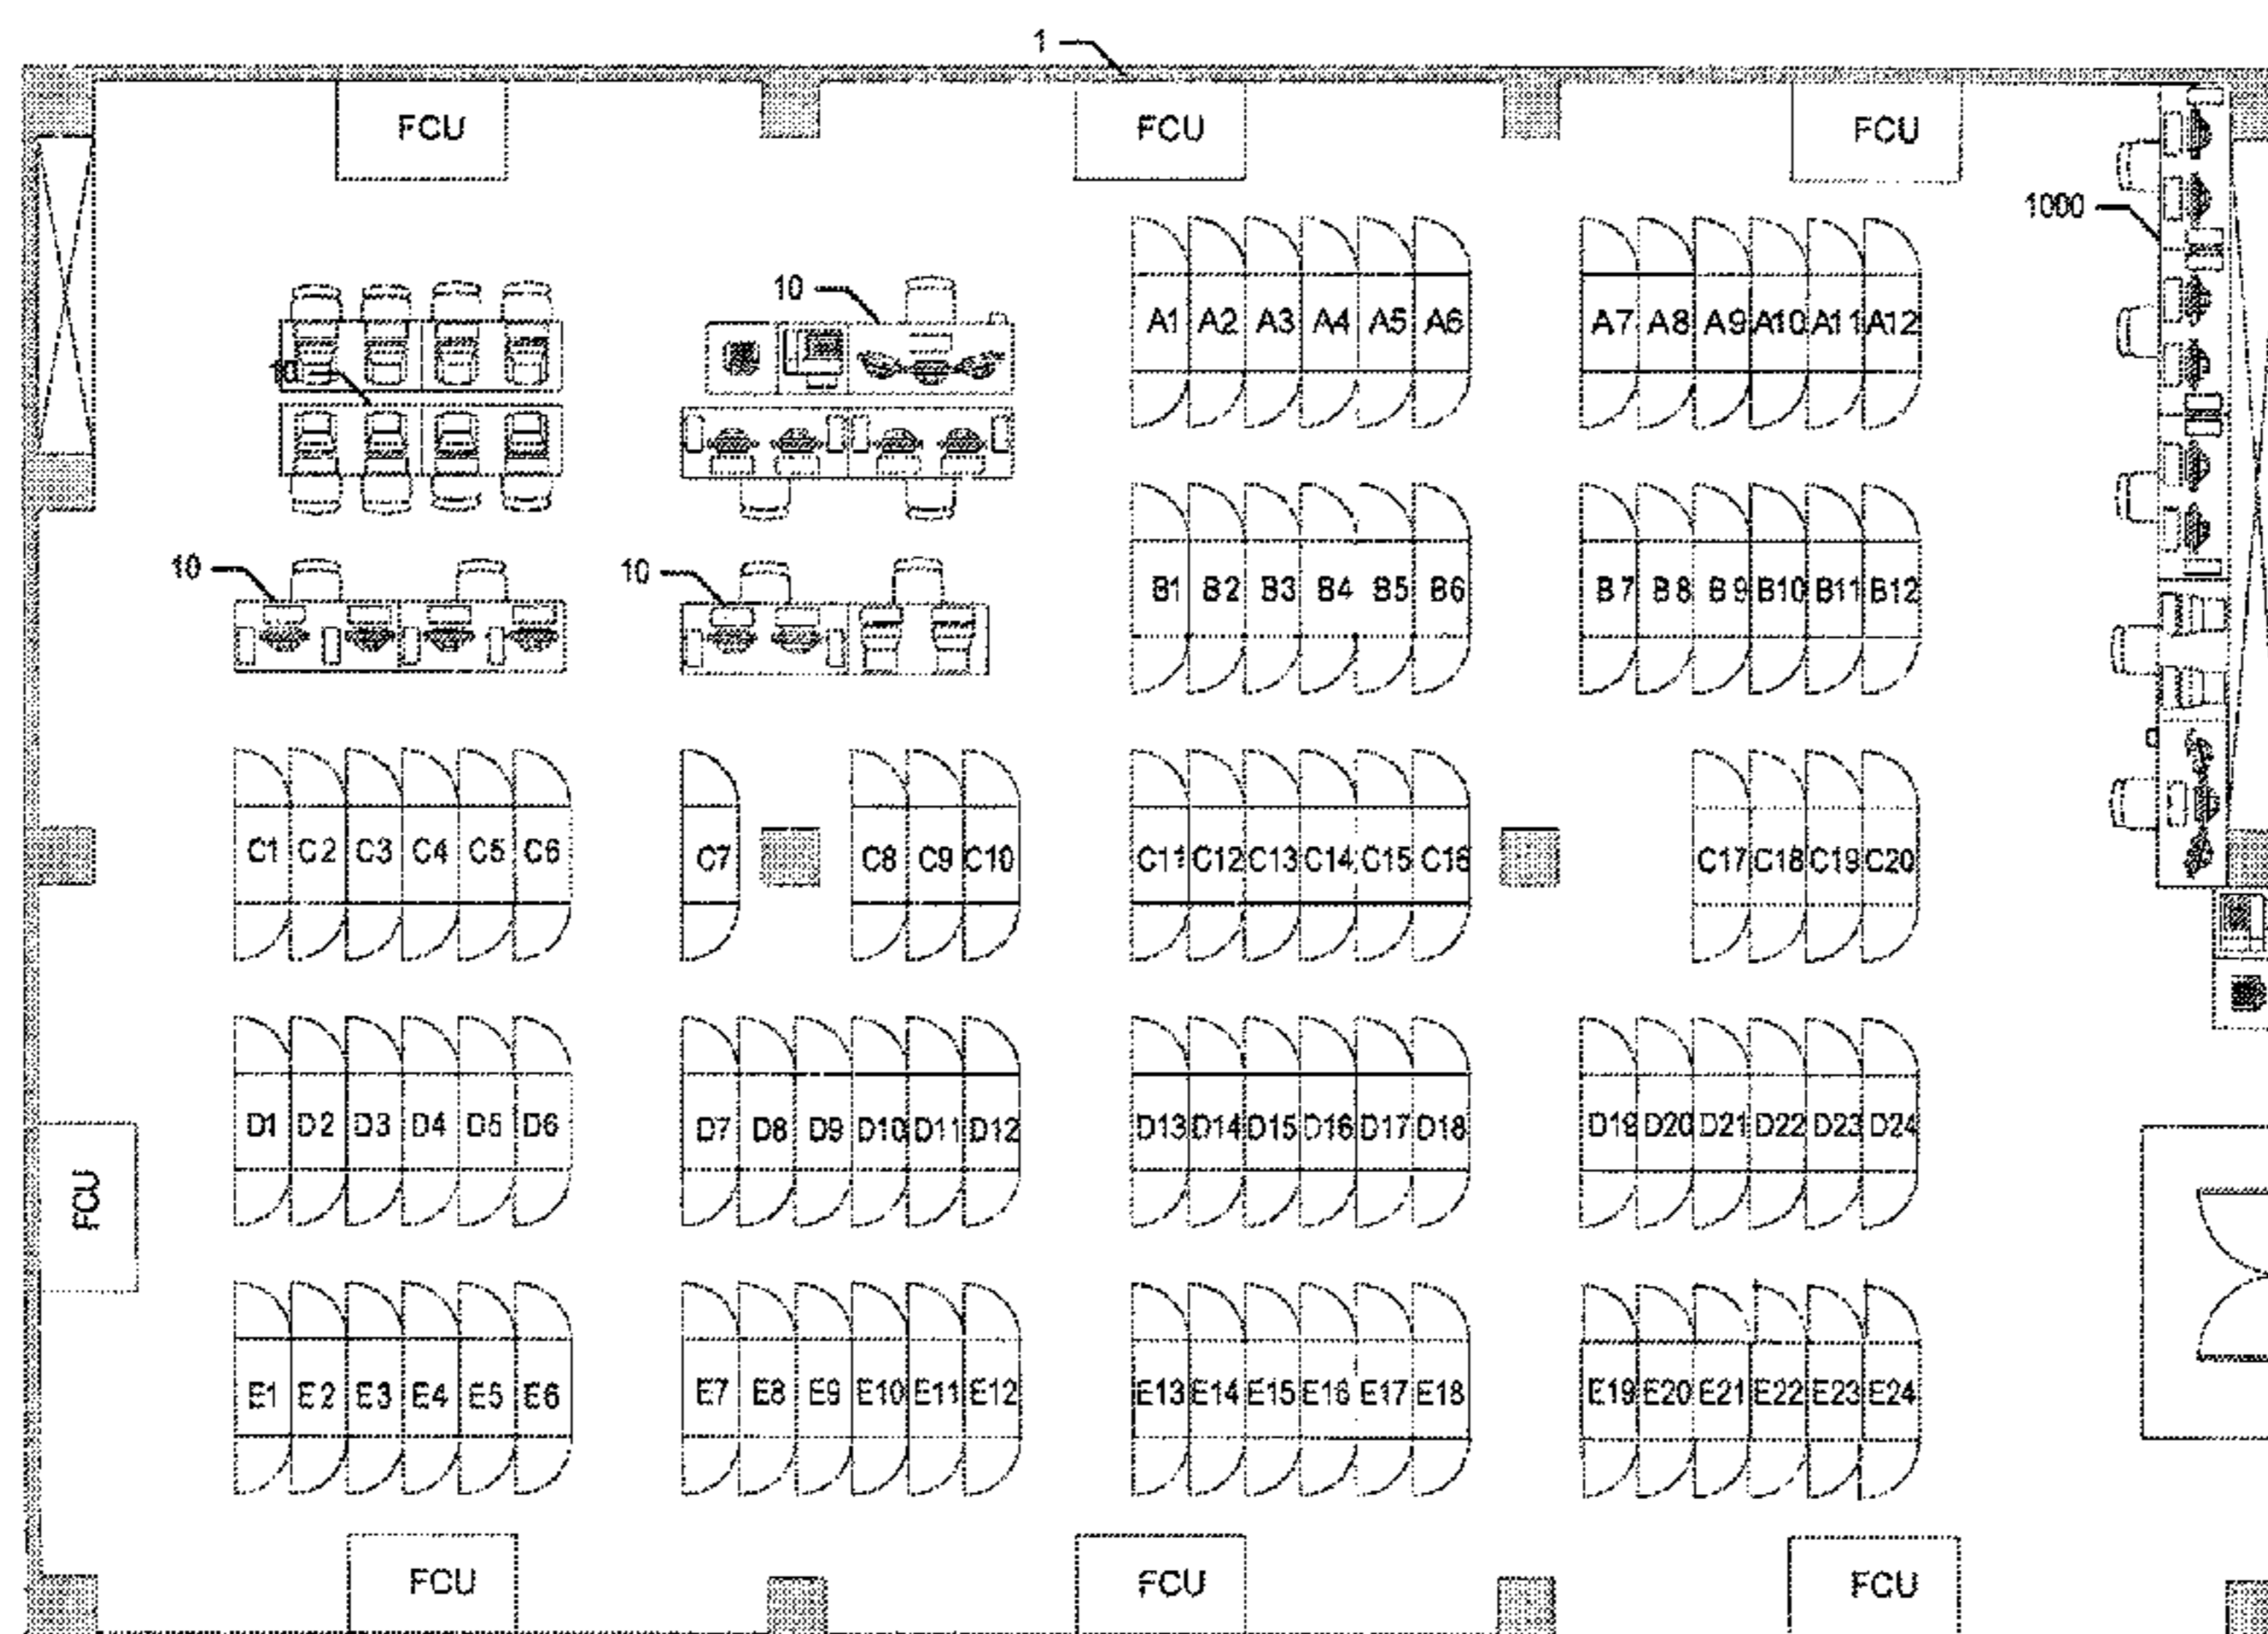 1
FCU FCU FCU
1000
10
A1 A2 A3 A4 A5 A6 A7 A8 A9 A10 A11 A12
10
10 10
B1 B2 B3 B4 B5 B6 B7 B8 B9 B10 B11 B12
C1 C2 C3 C4 C5 C6 C7 C8 C9 C10 C11 C12 C13 C14 C15 C16 C17 C18 C19 C20
D1 D2 D3 D4 D5 D6 D7 D8 D9 D10 D11 D12 D13 D14 D15 D16 D17 D18 D19 D20 D21 D22 D23 D24
FCU
E1 E2 E3 E4 E5 E6 E7 E8 E9 E10 E11 E12 E13 E14 E15 E16 E17 E18 E19 E20 E21 E22 E23 E24
FCU FCU FCU